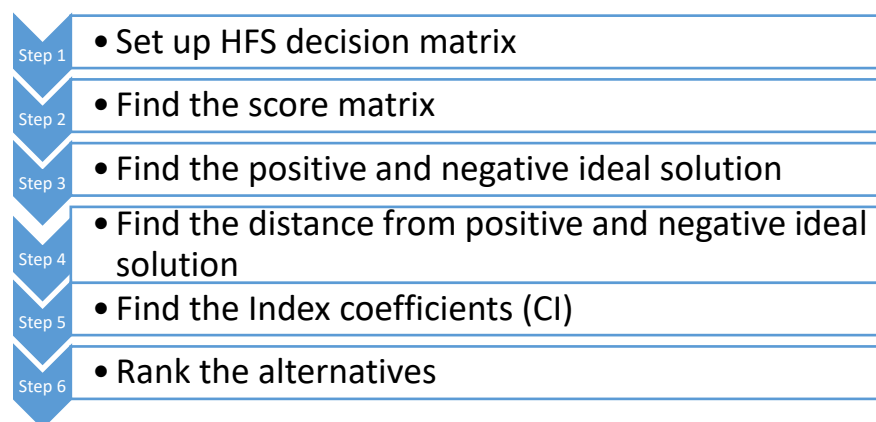 Step 1
• Set up HFS decision matrix
Step 2
• Find the score matrix
Step 3
• Find the positive and negative ideal solution
Step 4
• Find the distance from positive and negative ideal
solution
Step 5
• Find the Index coefficients (CI)
Step 6
• Rank the alternatives